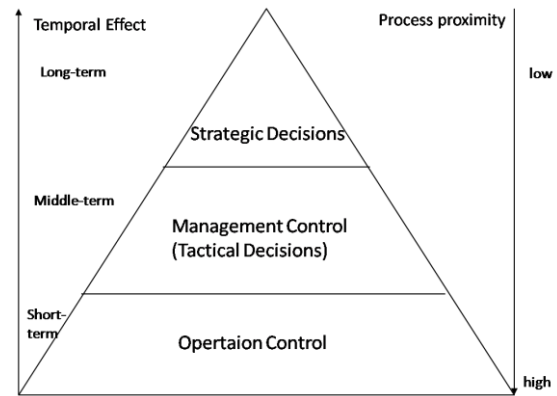 Temporal Effect
Process proximity
Long-term
low
Strategic Decisions
Middle-term
Management Control
(Tactical Decisions)
Short-
term
Opertaion Control
high